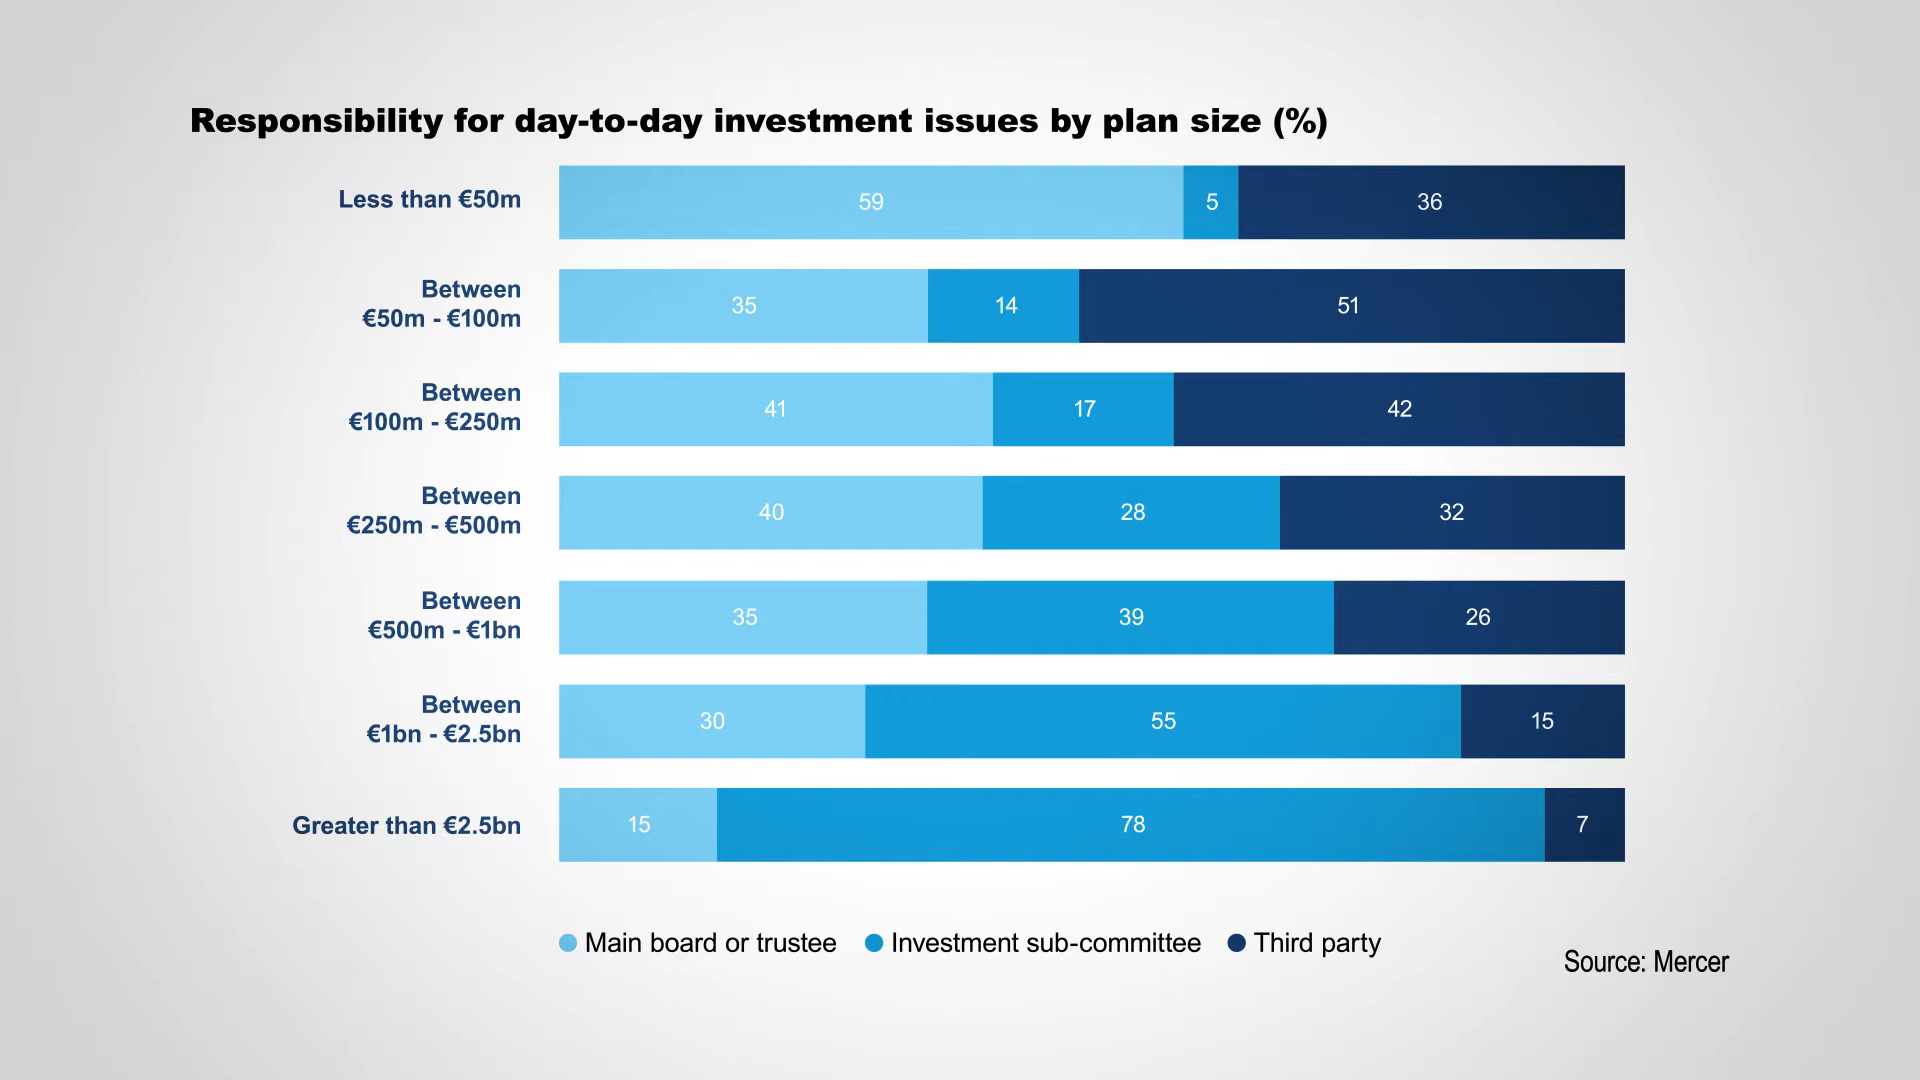 Responsibility for day-to-day investment issues by plan size (%)
Less than €50m
59 5 36
Between
€50m - €100m
35 14 51
Between
€100m - €250m
41 17 42
Between
€250m - €500m
40 28 32
Between
€500m - €1bn
35 39 26
Between
€1bn - €2.5bn
30 55 15
Greater than €2.5bn
15 78 7
Main board or trustee Investment sub-committee Third party
Source: Mercer